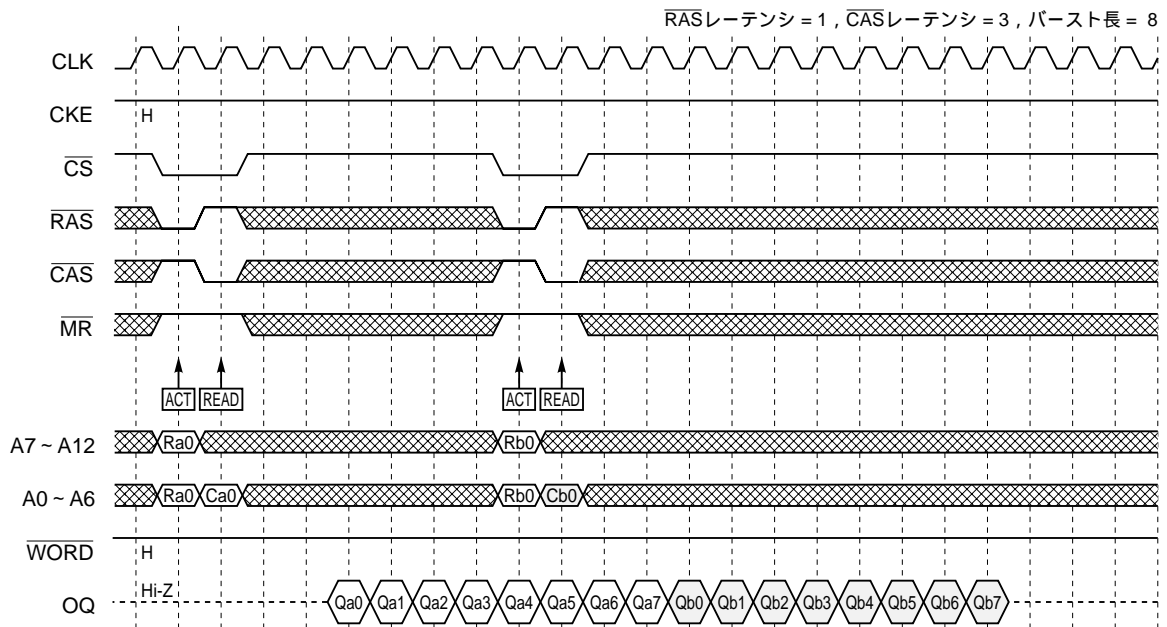 RASレーテンシ = 1 , CASレーテンシ = 3 , バースト長 = 8
CLK
CKE H
CS
RAS
CAS
MR
ACT READ ACT READ
A7 ~ A12 Ra0 Rb0
A0 ~ A6 Ra0 Ca0 Rb0 Cb0
WORD H
OQ Hi-Z Qa0 Qa1 Qa2 Qa3 Qa4 Qa5 Qa6 Qa7 Qb0 Qb1 Qb2 Qb3 Qb4 Qb5 Qb6 Qb7